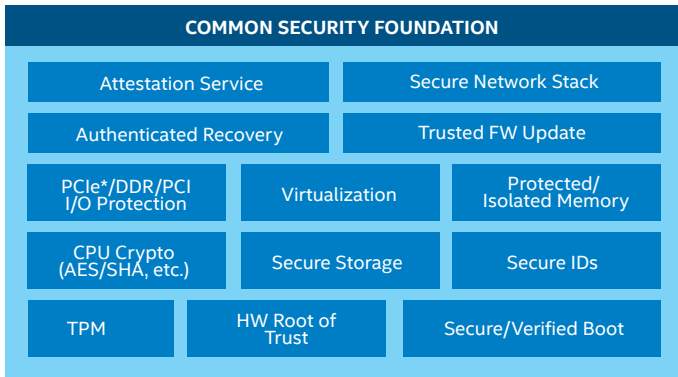 COMMON SECURITY FOUNDATION
Attestation Service
Secure Network Stack
Authenticated Recovery
Trusted FW Update
PCIe*/DDR/PCI
I/O Protection
Virtualization
Protected/
Isolated Memory
CPU Crypto
(AES/SHA, etc.)
Secure Storage
Secure IDs
TPM
HW Root of
Trust
Secure/Verified Boot